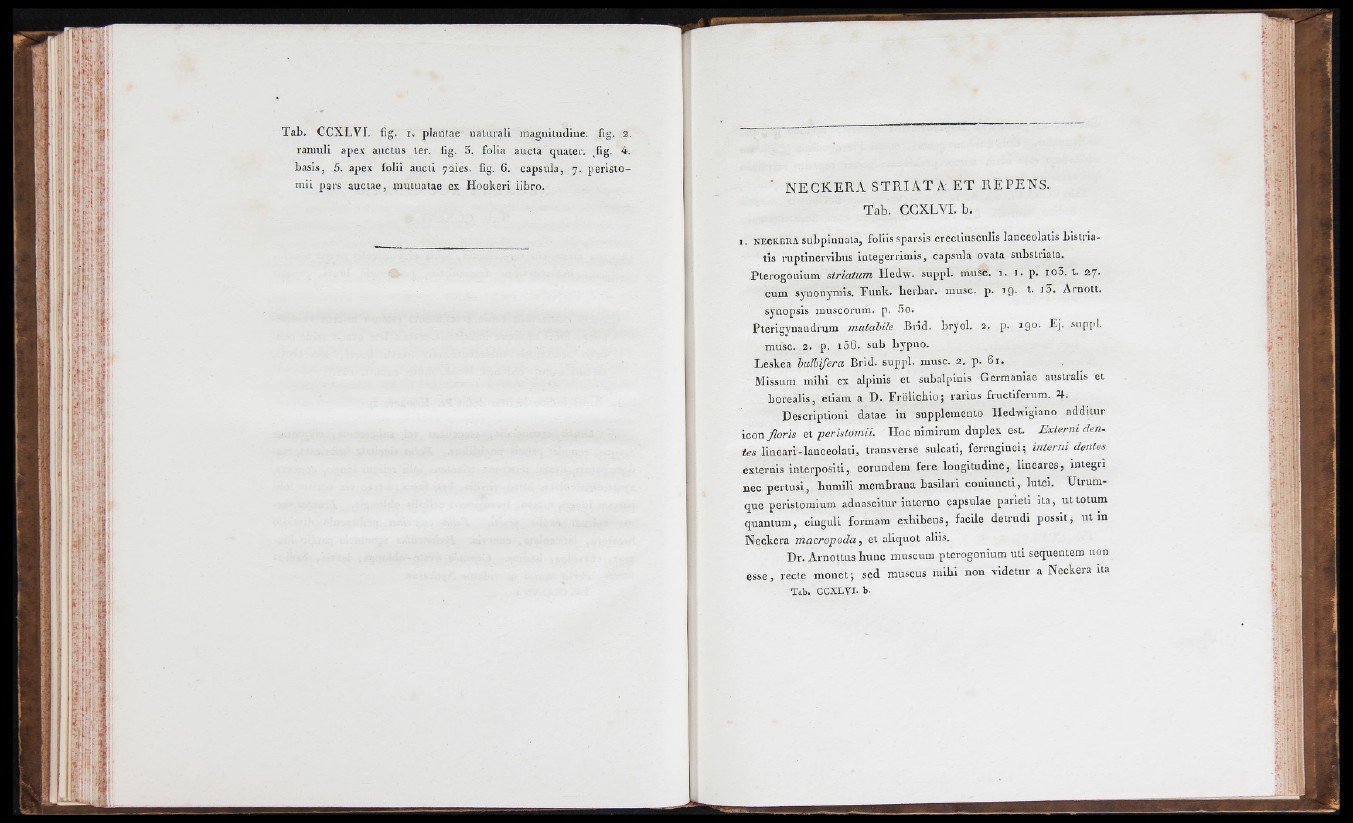 Tab. CCXLVI. fig. 1. plantae naturali magnitudine. fig. 2.
ramuli apex auctus ter. fig. 3. folia aucta quater. fig. 4.
basis, 5. apex folii aucti 72ies. fig. 6. capsula, 7. peristo-
mii pars auctae, mutuatae ex Hookeri libro.
NECKERA STRIATA ET REPENS.
Tab. CCXLVI. b.
1. NECKERA subpinnata, foliis sparsis erectiusculis lanceolatis bistria-
tis ruptinervibus integerrimis, capsula ovata substriata.
Pterogonium striatum Hedw. suppl. musc. 1. 1. p. 103. t. 27.
cum synonymis. Funk. herbar. musc. p. 19. t. 13. Arnott.
synopsis muscorum. p. 50.
Pterigynandrum mutabile Brid. bryol. 2. p. 190. Ej. suppl.
musc. 2. p. 158. sub hypno.
Leskea bulbifera Brid. suppl. musc. 2. p. 61.
Missum mihi ex alpinis et subalpinis Germaniae australis et
borealis, etiam a D. Frölichio; rarius fructiferum. ♃.
Descriptioni datae in supplemento Hedwigiano additur
icon floris et peristomii. Hoc nimirum duplex est. Externi den-
tes lineari-lanceolati, transverse sulcati, ferruginei; interni dentes
externis interpositi, eorundem fere longitudine, lineares, integri
nec pertusi, humili membrana basilari coniuncti, lutei. Utrum-
que peristomium adnascitur interno capsulae parieti ita, ut totum
quantum, cinguli formam exhibens, facile detrudi possit, ut in
Neckera macropoda, et aliquot aliis.
Dr. Arnottus hunc muscum pterogonium uti sequentem non
esse, recte monet; sed muscus mihi non videtur a Neckera ita
Tab. CCXLVI. b.